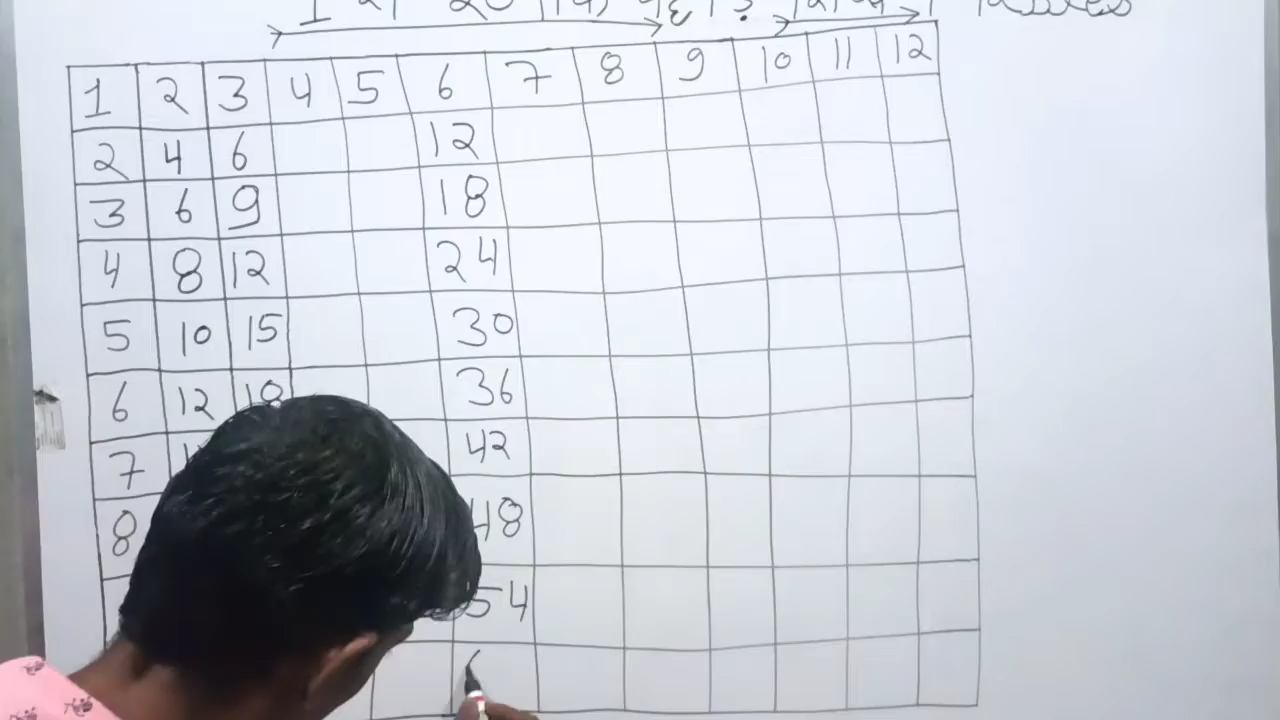 1 2 3 4 5 6 7 8 9 10 11 12
2 4 6 12
3 6 9 18
4 8 12 24
5 10 15 30
6 12 18 36
7 42
8 48
54